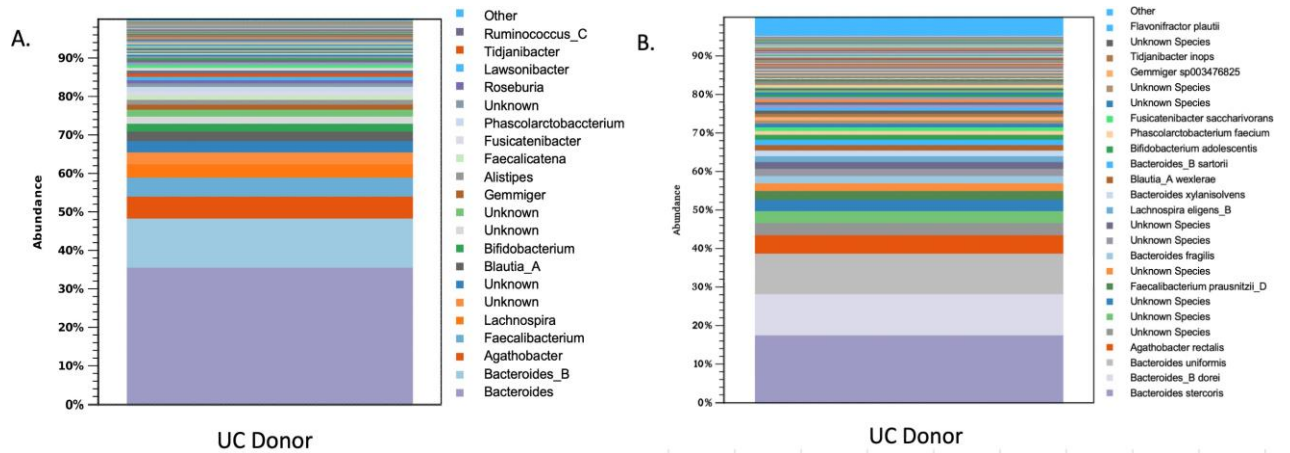 A.
Abundance
90%
80%
70%
60%
50%
40%
30%
20%
10%
0%
UC Donor
Other
Ruminococcus_C
Tidjanibacter
Lawsonibacter
Roseburia
Unknown
Phascolarctobaccterium
Fusicatenibacter
Faecalicatena
Alistipes
Gemmiger
Unknown
Unknown
Bifidobacterium
Blautia_A
Unknown
Unknown
Lachnospira
Faecalibacterium
Agathobacter
Bacteroides_B
Bacteroides
B.
Abundance
90%
80%
70%
60%
50%
40%
30%
20%
10%
0%
UC Donor
Other
Flavonifractor plautii
Unknown Species
Tidjanibacter inops
Gemmiger sp003476825
Unknown Species
Unknown Species
Fusicatenibacter saccharivorans
Phascolarctobacterium faecium
Bifidobacterium adolescentis
Bacteroides_B sartorii
Blautia_A wexlerae
Bacteroides xylanisolvens
Lachnospira eligens_B
Unknown Species
Unknown Species
Bacteroides fragilis
Unknown Species
Faecalibacterium prausnitzii_D
Unknown Species
Unknown Species
Unknown Species
Agathobacter rectalis
Bacteroides uniformis
Bacteroides_B dorei
Bacteroides stercoris